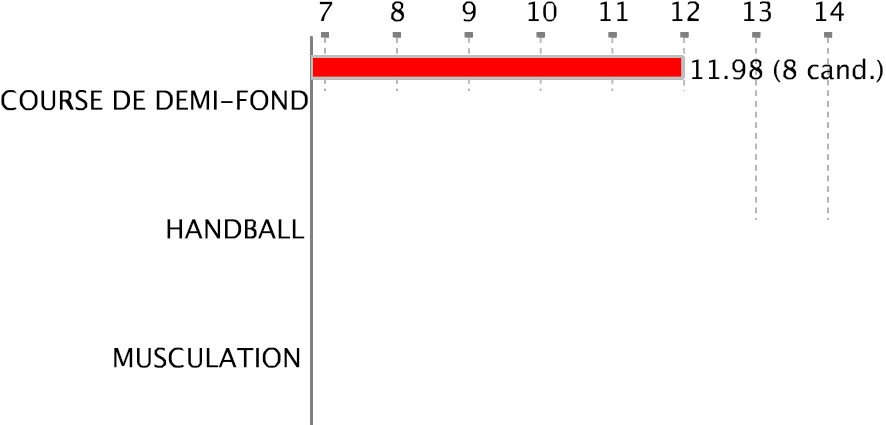 7 8 9 10 11 12 13 14
11.98 (8 cand.)
COURSE DE DEMI-FOND
HANDBALL
MUSCULATION